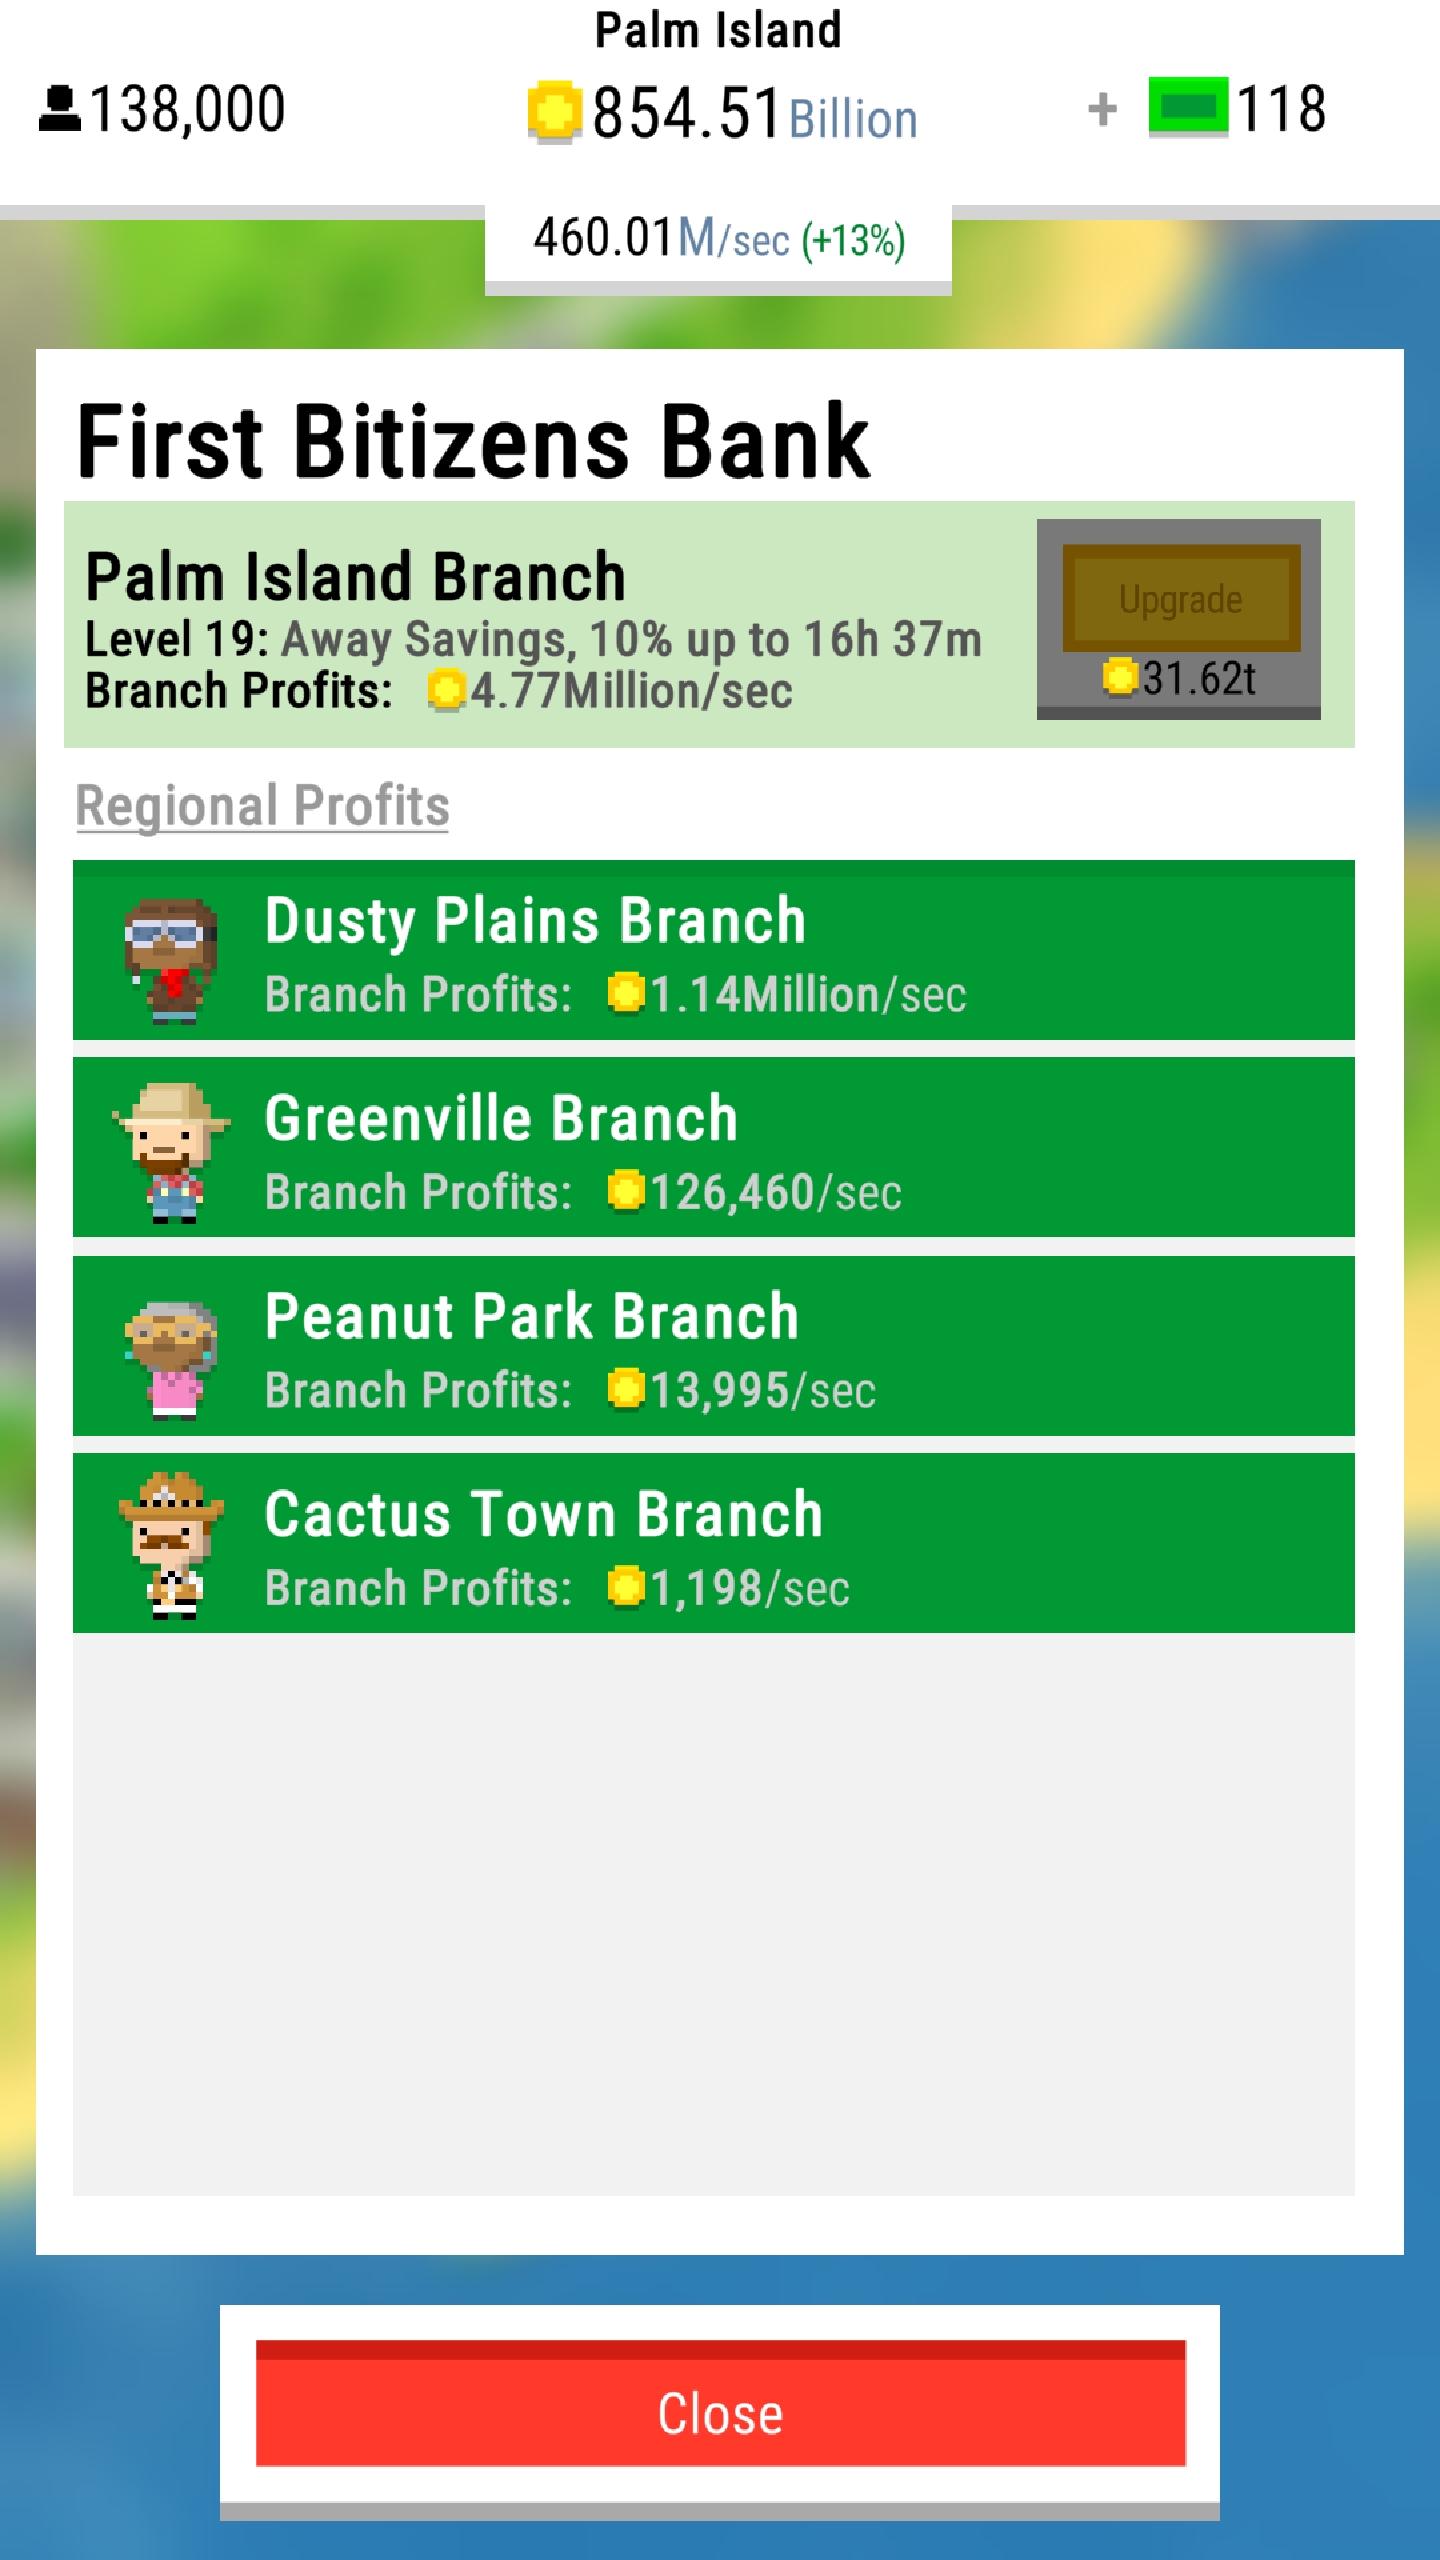 Palm Island
138,000 854.51Billion + 118
460.01M/sec (+13%)
First Bitizens Bank
Palm Island Branch
Level 19: Away Savings, 10% up to 16h 37m
Branch Profits: 4.77Million/sec
Upgrade
31.62t
Regional Profits
Dusty Plains Branch
Branch Profits: 1.14Million/sec
Greenville Branch
Branch Profits: 126,460/sec
Peanut Park Branch
Branch Profits: 13,995/sec
Cactus Town Branch
Branch Profits: 1,198/sec
Close